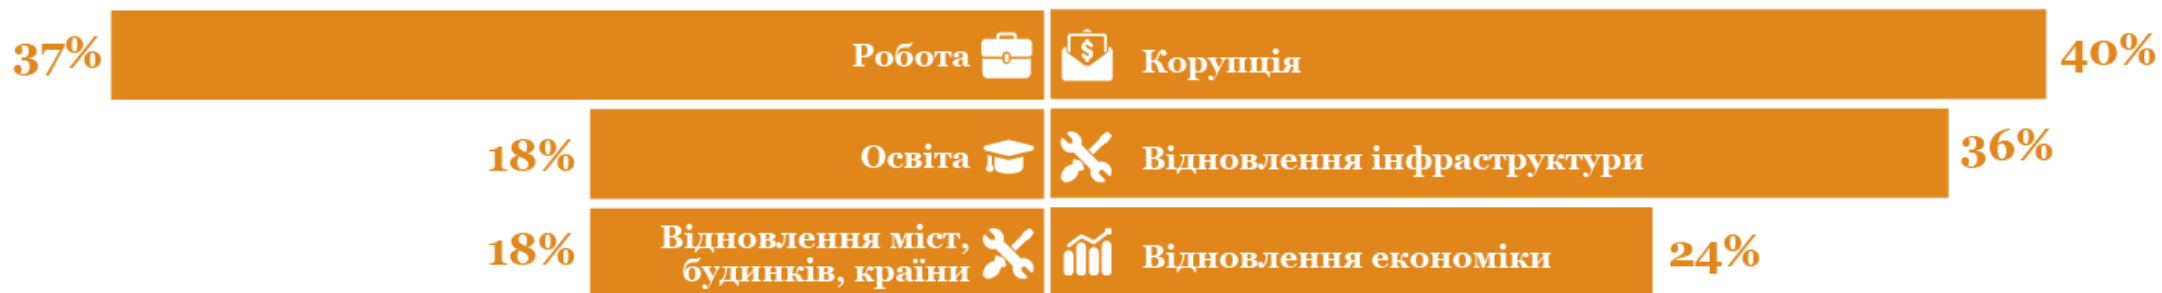 37% Робота Корупція 40%
18% Освіта Відновлення інфраструктури 36%
18% Відновлення міст,
будинків, країни Відновлення економіки 24%